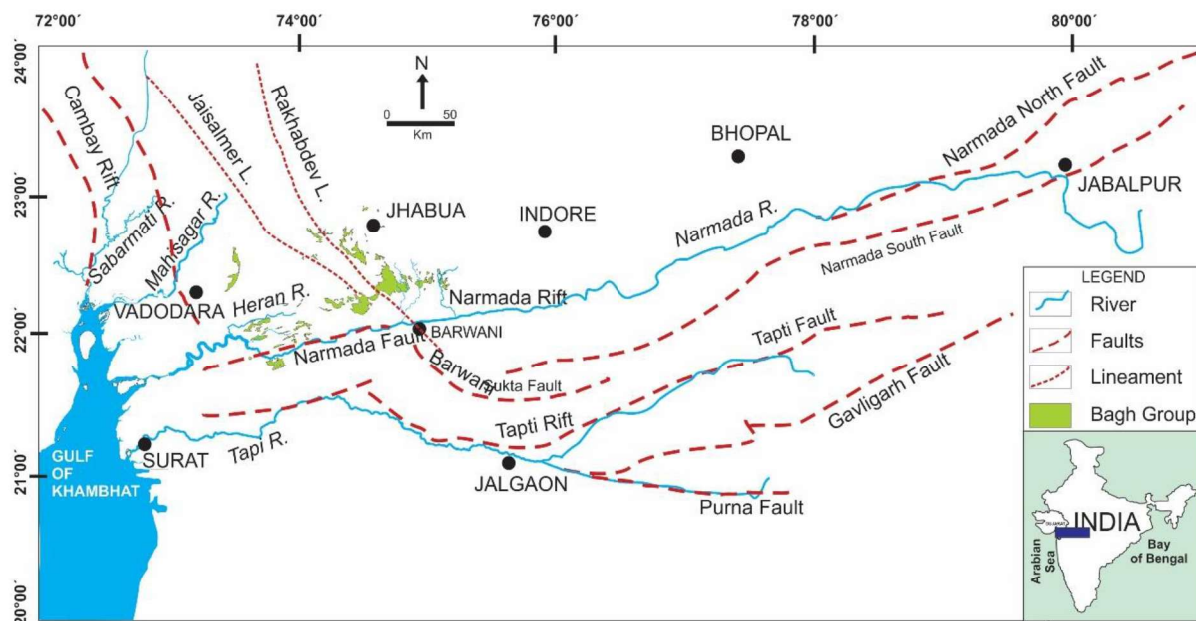 72°00´
74°00´
76°00´
78°00´
80°00´
24°00´
23°00´
22°00´
21°00´
20°00´
N
0 50
Km
Cambay Rift
Jaisalmer L.
Rakhabdev L.
Sabarmati R.
Mahisagar R.
JHABUA
INDORE
BHOPAL
Narmada North Fault
JABALPUR
Narmada R.
Narmada South Fault
VADODARA
Heran R.
Narmada Rift
BARWANI
Narmada Fault
Barwani
Sukta Fault
Tapti Fault
Gavligarh Fault
Tapti Rift
Tapi R.
SURAT
JALGAON
Purna Fault
GULF
OF
KHAMBHAT
LEGEND
River
Faults
Lineament
Bagh Group
GUJARAT
INDIA
Arabian
Sea
Bay
of Bengal